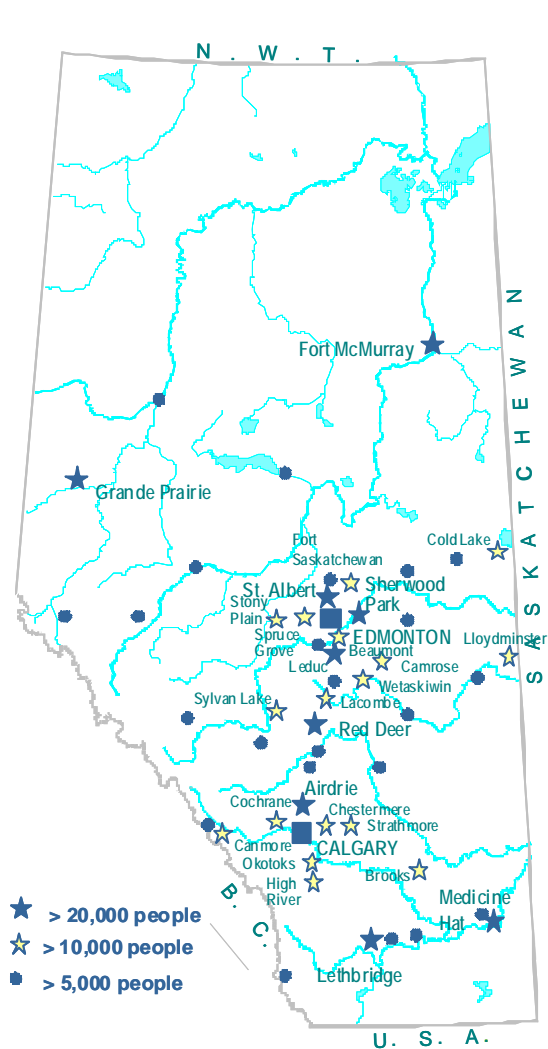 N. W. T.
Fort McMurray
SASKATCHEWAN
Grande Prairie
Cold Lake
Fort
Saskatchewan
St. Albert
Sherwood
Park
Stony
Plain
Spruce
Grove
EDMONTON
Lloydminster
Beaumont
Leduc
Camrose
Wetaskiwin
Sylvan Lake
Lacombe
Red Deer
Airdrie
Cochrane
Chestermere
Strathmore
Canmore
CALGARY
Okotoks
Brooks
High
River
B. C.
Medicine
Hat
> 20,000 people
> 10,000 people
> 5,000 people
Lethbridge
U. S. A.